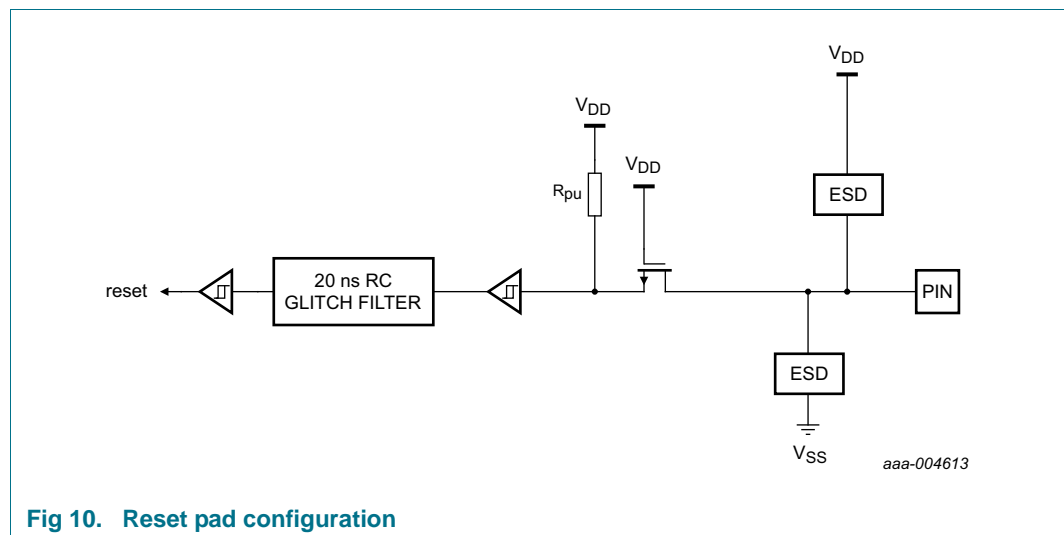 VDD
VDD
VDD
Rpu
ESD
reset
20 ns RC
GLITCH FILTER
PIN
ESD
VSS
aaa-004613
Fig 10. Reset pad configuration